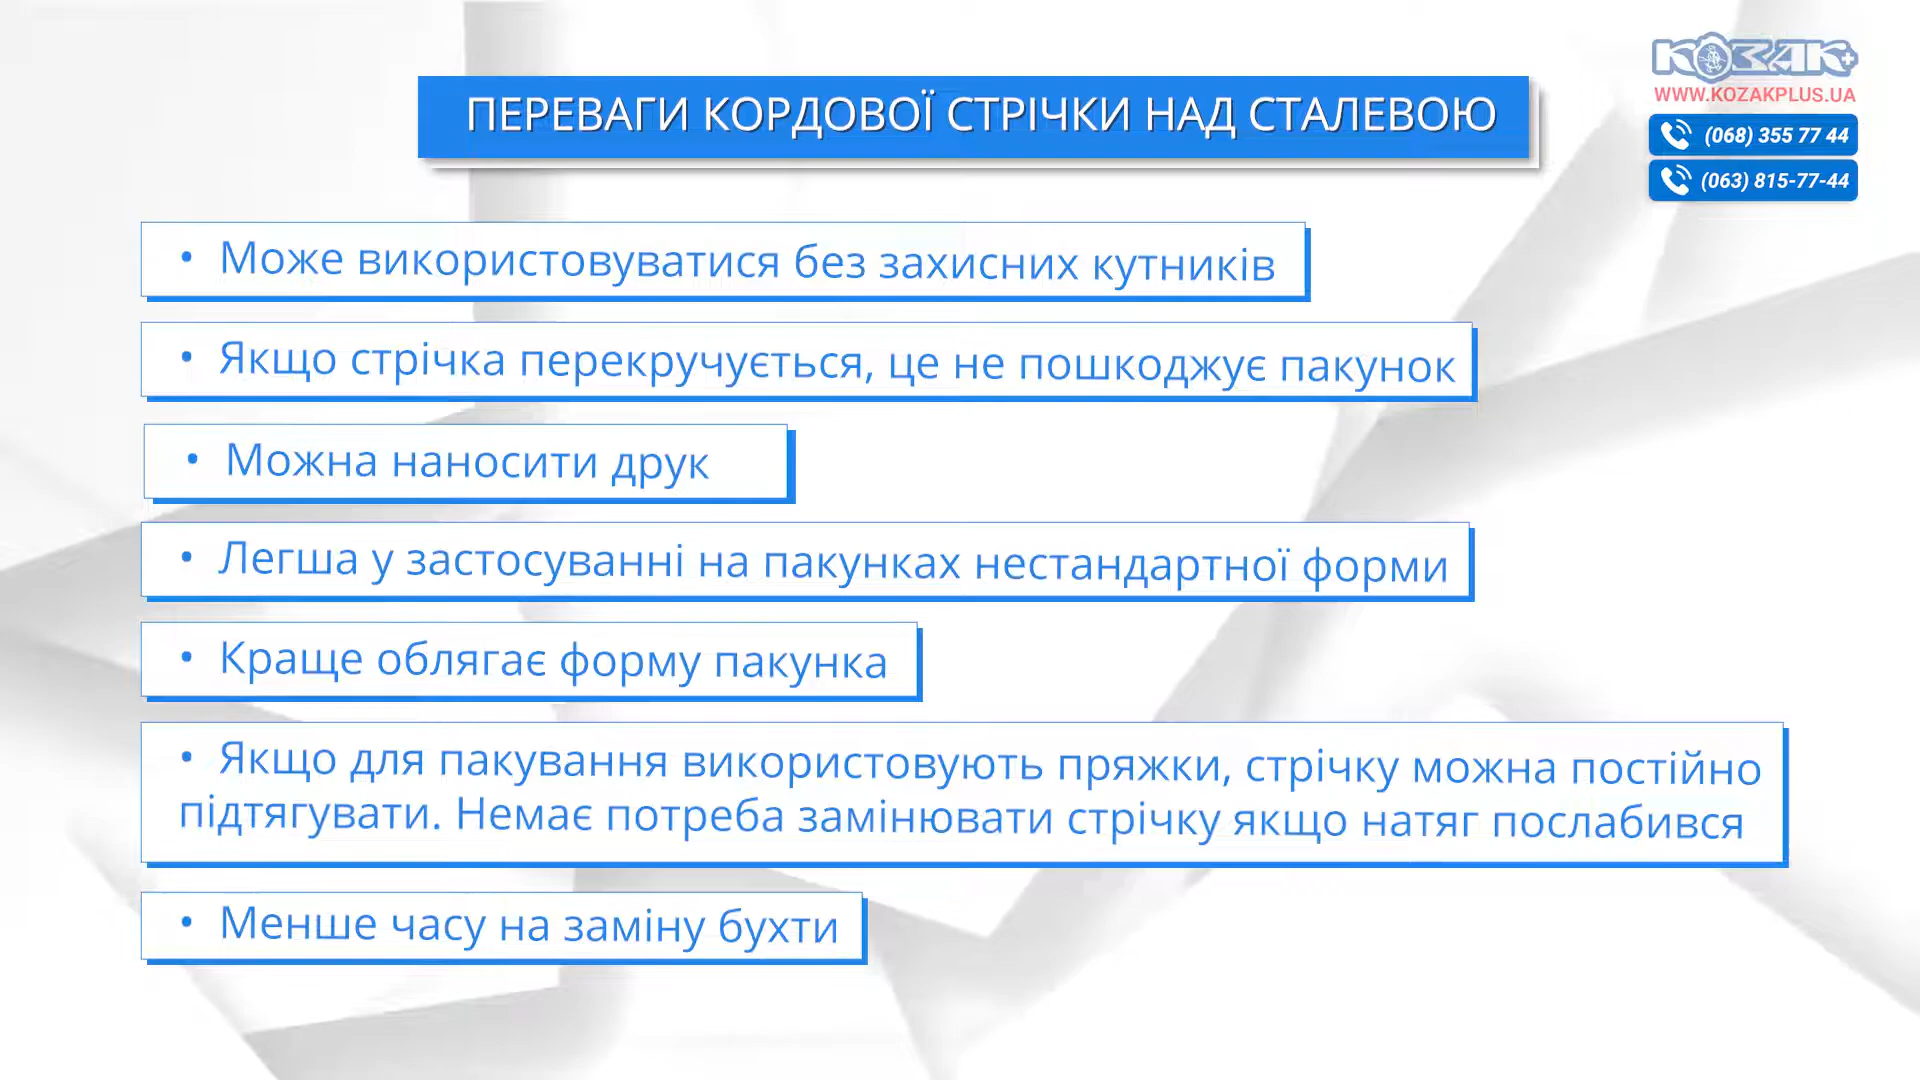 ПЕРЕВАГИ КОРДОВОЇ СТРІЧКИ НАД СТАЛЕВОЮ
КОЗАК+
WWW.KOZAKPLUS.UA
(068) 355 77 44
(063) 815-77-44
• Може використовуватися без захисних кутників
• Якщо стрічка перекручується, це не пошкоджує пакунок
• Можна наносити друк
• Легша у застосуванні на пакунках нестандартної форми
• Краще облягає форму пакунка
• Якщо для пакування використовують пряжки, стрічку можна постійно
підтягувати. Немає потреба замінювати стрічку якщо натяг послабився
• Менше часу на заміну бухти